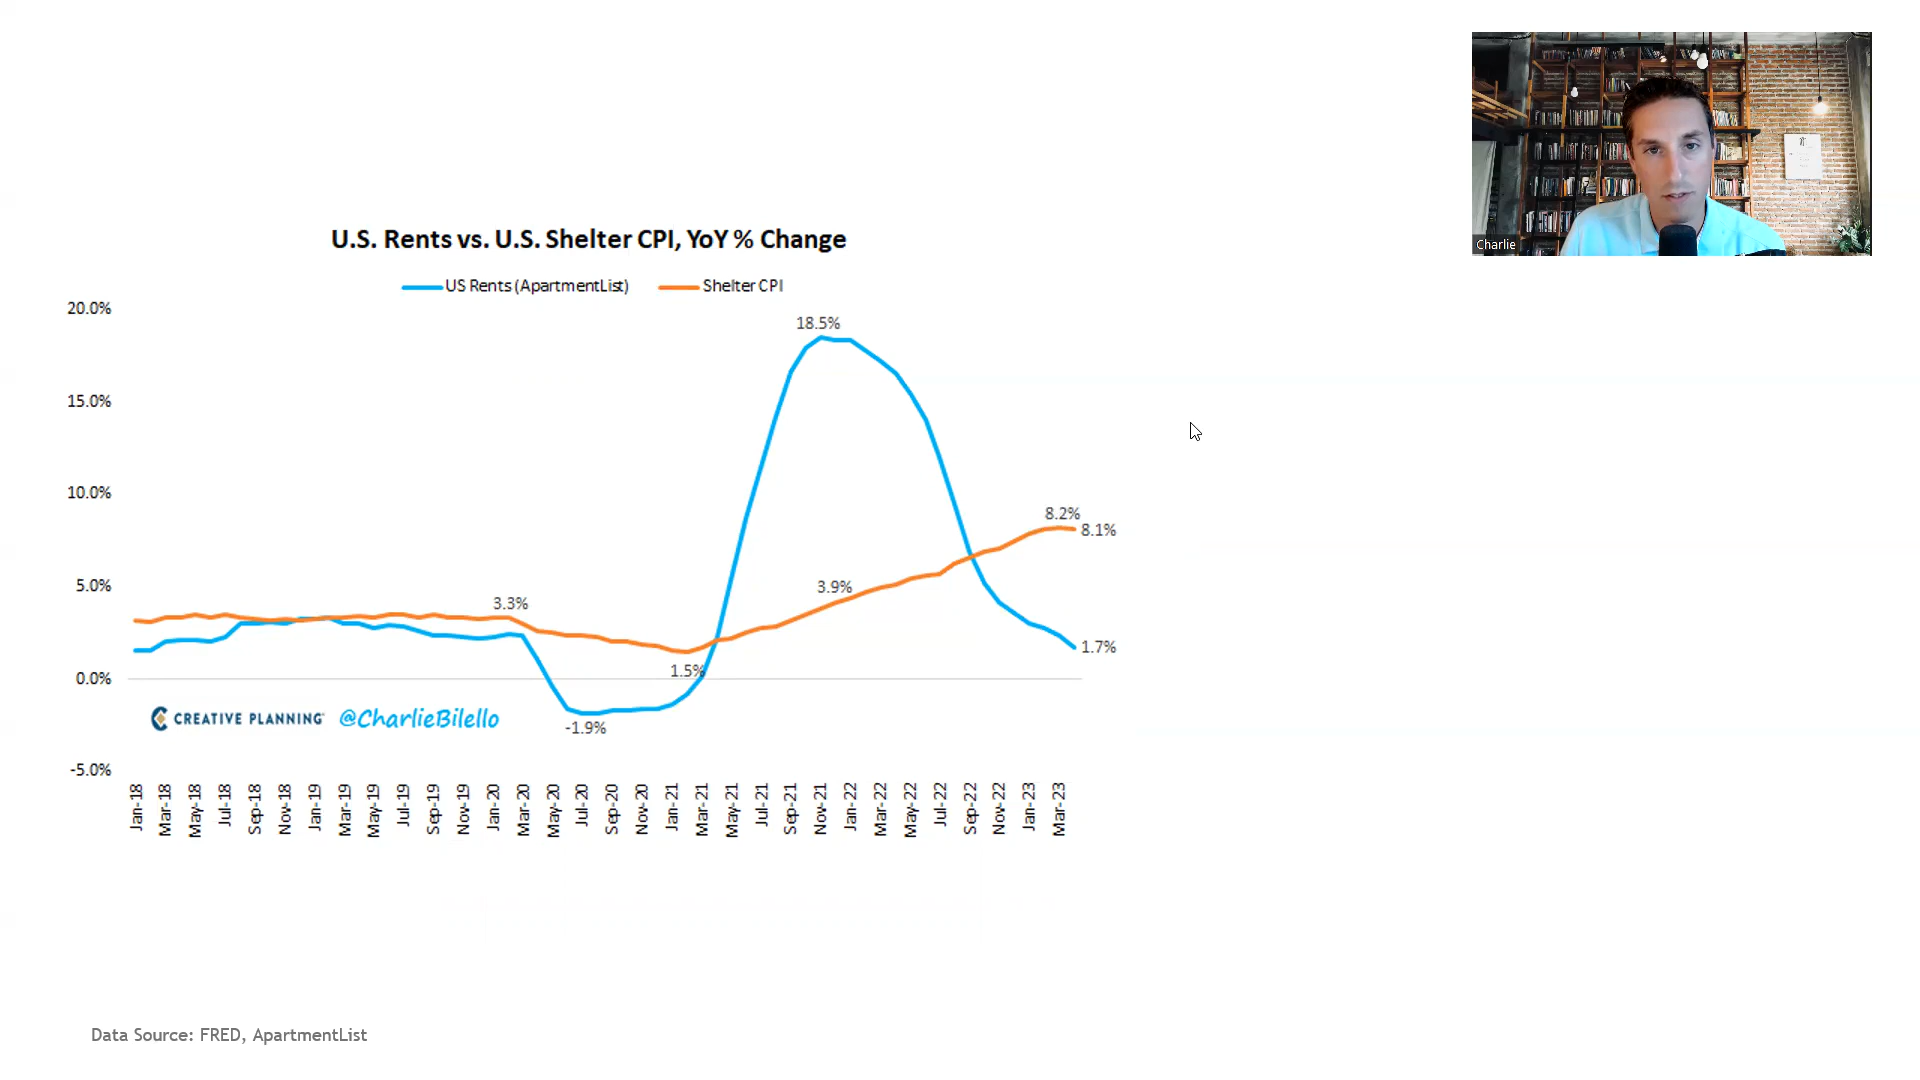 Charlie
U.S. Rents vs. U.S. Shelter CPI, YoY % Change
US Rents (ApartmentList) Shelter CPI
20.0%
15.0%
10.0%
5.0%
0.0%
-5.0%
18.5%
8.2%
8.1%
3.9%
3.3%
1.5%
1.7%
-1.9%
CREATIVE PLANNING @CharlieBilello
Jan-18 Mar-18 May-18 Jul-18 Sep-18 Nov-18 Jan-19 Mar-19 May-19 Jul-19 Sep-19 Nov-19 Jan-20 Mar-20 May-20 Jul-20 Sep-20 Nov-20 Jan-21 Mar-21 May-21 Jul-21 Sep-21 Nov-21 Jan-22 Mar-22 May-22 Jul-22 Sep-22 Nov-22 Jan-23 Mar-23
Data Source: FRED, ApartmentList